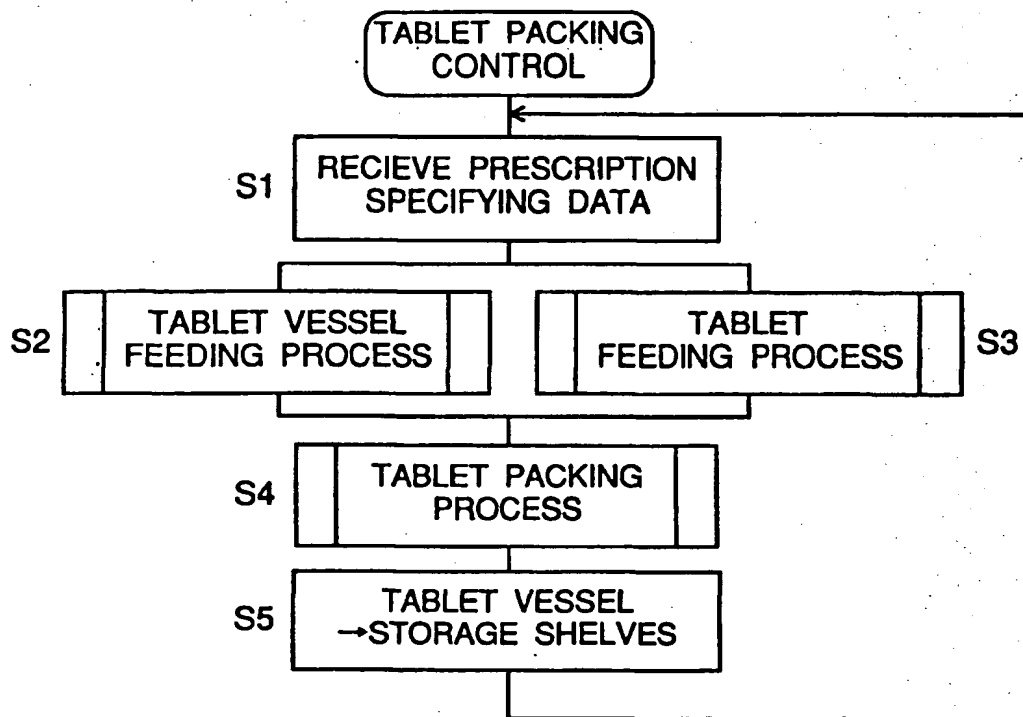 TABLET PACKING
CONTROL
S1
RECIEVE PRESCRIPTION
SPECIFYING DATA
S2
TABLET VESSEL
FEEDING PROCESS
TABLET
FEEDING PROCESS
S3
S4
TABLET PACKING
PROCESS
S5
TABLET VESSEL
→STORAGE SHELVES